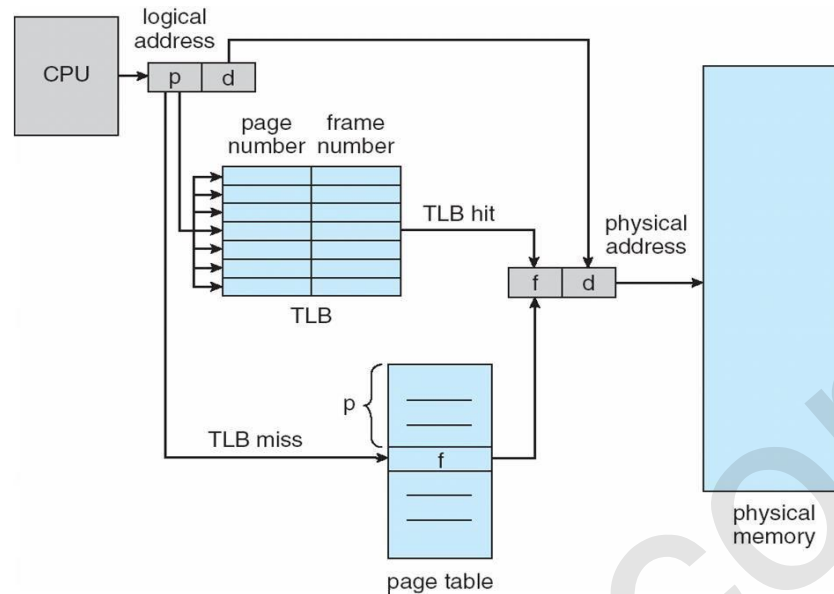 logical
address
CPU
p d
page frame
number number
TLB hit
physical
address
f d
TLB
p
TLB miss
f
physical
memory
page table